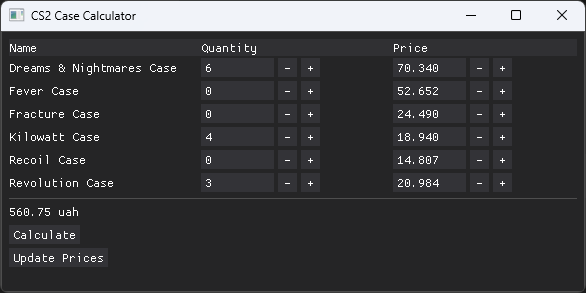 CS2 Case Calculator
Name Quantity Price
Dreams & Nightmares Case 6 - + 70.340 - +
Fever Case 0 - + 52.652 - +
Fracture Case 0 - + 24.490 - +
Kilowatt Case 4 - + 18.940 - +
Recoil Case 0 - + 14.807 - +
Revolution Case 3 - + 20.984 - +
560.75 uah
Calculate
Update Prices